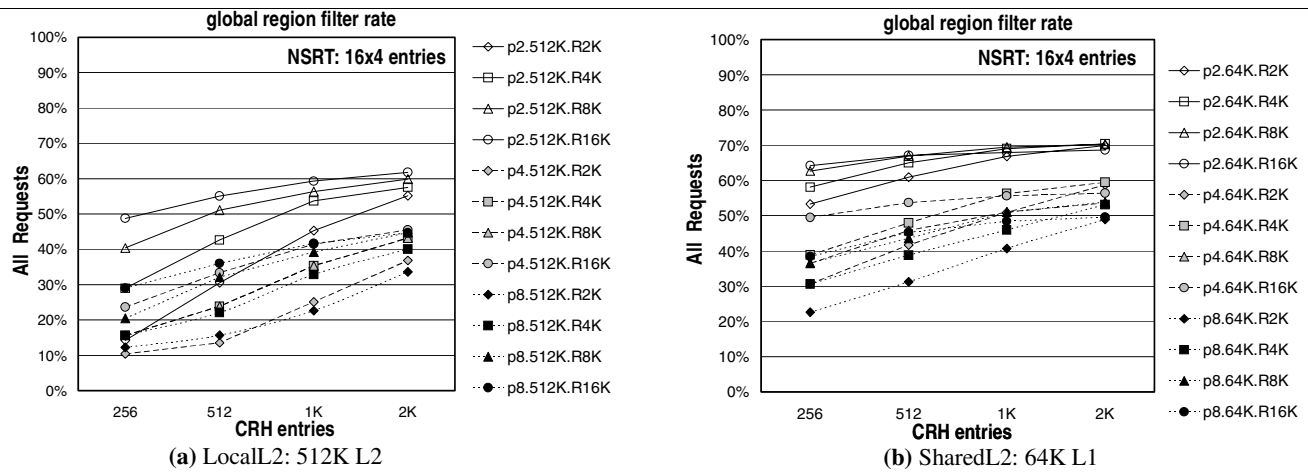 global region filter rate
NSRT: 16x4 entries
All Requests
100%
90%
80%
70%
60%
50%
40%
30%
20%
10%
0%
256
512
1K
2K
CRH entries
p2.512K.R2K
p2.512K.R4K
p2.512K.R8K
p2.512K.R16K
p4.512K.R2K
p4.512K.R4K
p4.512K.R8K
p4.512K.R16K
p8.512K.R2K
p8.512K.R4K
p8.512K.R8K
p8.512K.R16K
(a) LocalL2: 512K L2
global region filter rate
NSRT: 16x4 entries
All Requests
100%
90%
80%
70%
60%
50%
40%
30%
20%
10%
0%
256
512
1K
2K
CRH entries
p2.64K.R2K
p2.64K.R4K
p2.64K.R8K
p2.64K.R16K
p4.64K.R2K
p4.64K.R4K
p4.64K.R8K
p4.64K.R16K
p8.64K.R2K
p8.64K.R4K
p8.64K.R8K
p8.64K.R16K
(b) SharedL2: 64K L1